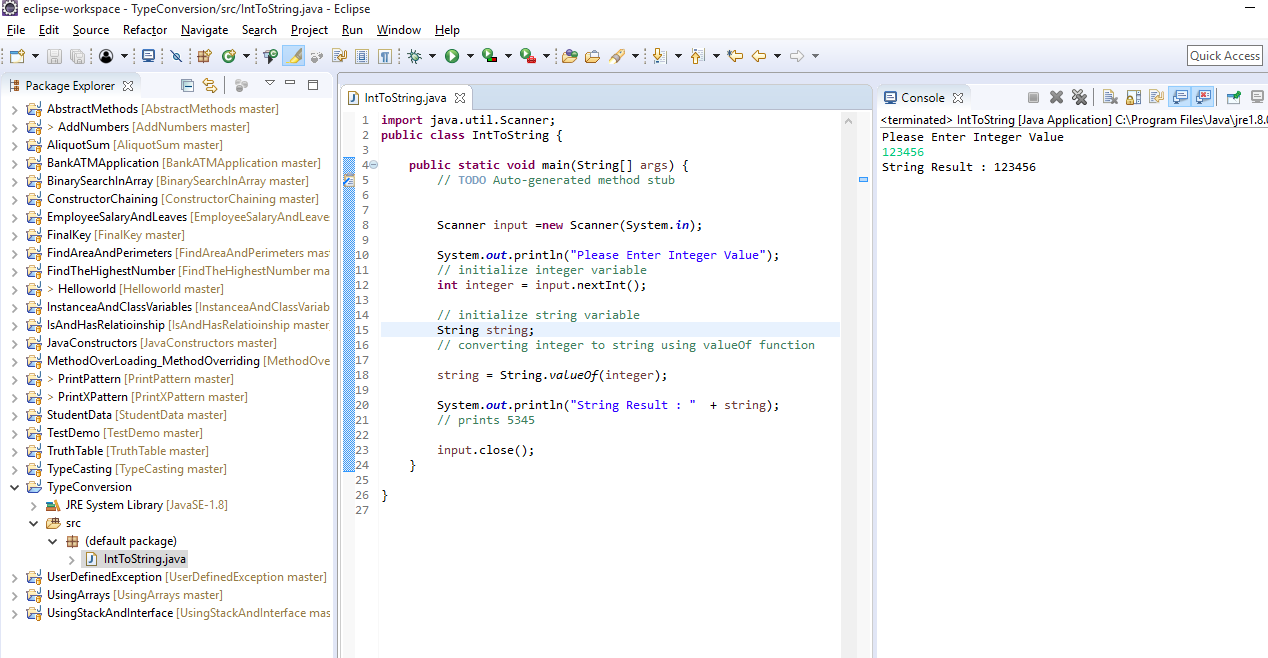 eclipse-workspace - TypeConversion/src/IntToString.java - Eclipse
File Edit Source Refactor Navigate Search Project Run Window Help
Quick Access
Package Explorer
AbstractMethods [AbstractMethods master]
> AddNumbers [AddNumbers master]
AliquotSum [AliquotSum master]
BankATMApplication [BankATMApplication master]
BinarySearchInArray [BinarySearchInArray master]
ConstructorChaining [ConstructorChaining master]
EmployeeSalaryAndLeaves [EmployeeSalaryAndLeave
FinalKey [FinalKey master]
FindAreaAndPerimeters [FindAreaAndPerimeters mas
FindTheHighestNumber [FindTheHighestNumber ma
> Helloworld [Helloworld master]
InstanceaAndClassVariables [InstanceaAndClassVariab
IsAndHasRelatioinship [IsAndHasRelatioinship master
JavaConstructors [JavaConstructors master]
MethodOverLoading_MethodOverriding [MethodOve
> PrintPattern [PrintPattern master]
> PrintXPattern [PrintXPattern master]
StudentData [StudentData master]
TestDemo [TestDemo master]
TruthTable [TruthTable master]
TypeCasting [TypeCasting master]
TypeConversion
JRE System Library [JavaSE-1.8]
src
(default package)
IntToString.java
UserDefinedException [UserDefinedException master]
UsingArrays [UsingArrays master]
UsingStackAndInterface [UsingStackAndInterface mas
IntToString.java
1 import java.util.Scanner;
2 public class IntToString {
3
4 public static void main(String[] args) {
5 // TODO Auto-generated method stub
6
7
8 Scanner input =new Scanner(System.in);
9
10 System.out.println("Please Enter Integer Value");
11 // initialize integer variable
12 int integer = input.nextInt();
13
14 // initialize string variable
15 String string;
16 // converting integer to string using valueOf function
17
18 string = String.valueOf(integer);
19
20 System.out.println("String Result : " + string);
21 // prints 5345
22
23 input.close();
24 }
25
26 }
27
Console
<terminated> IntToString [Java Application] C:\Program Files\Java\jre1.8.0
Please Enter Integer Value
123456
String Result : 123456